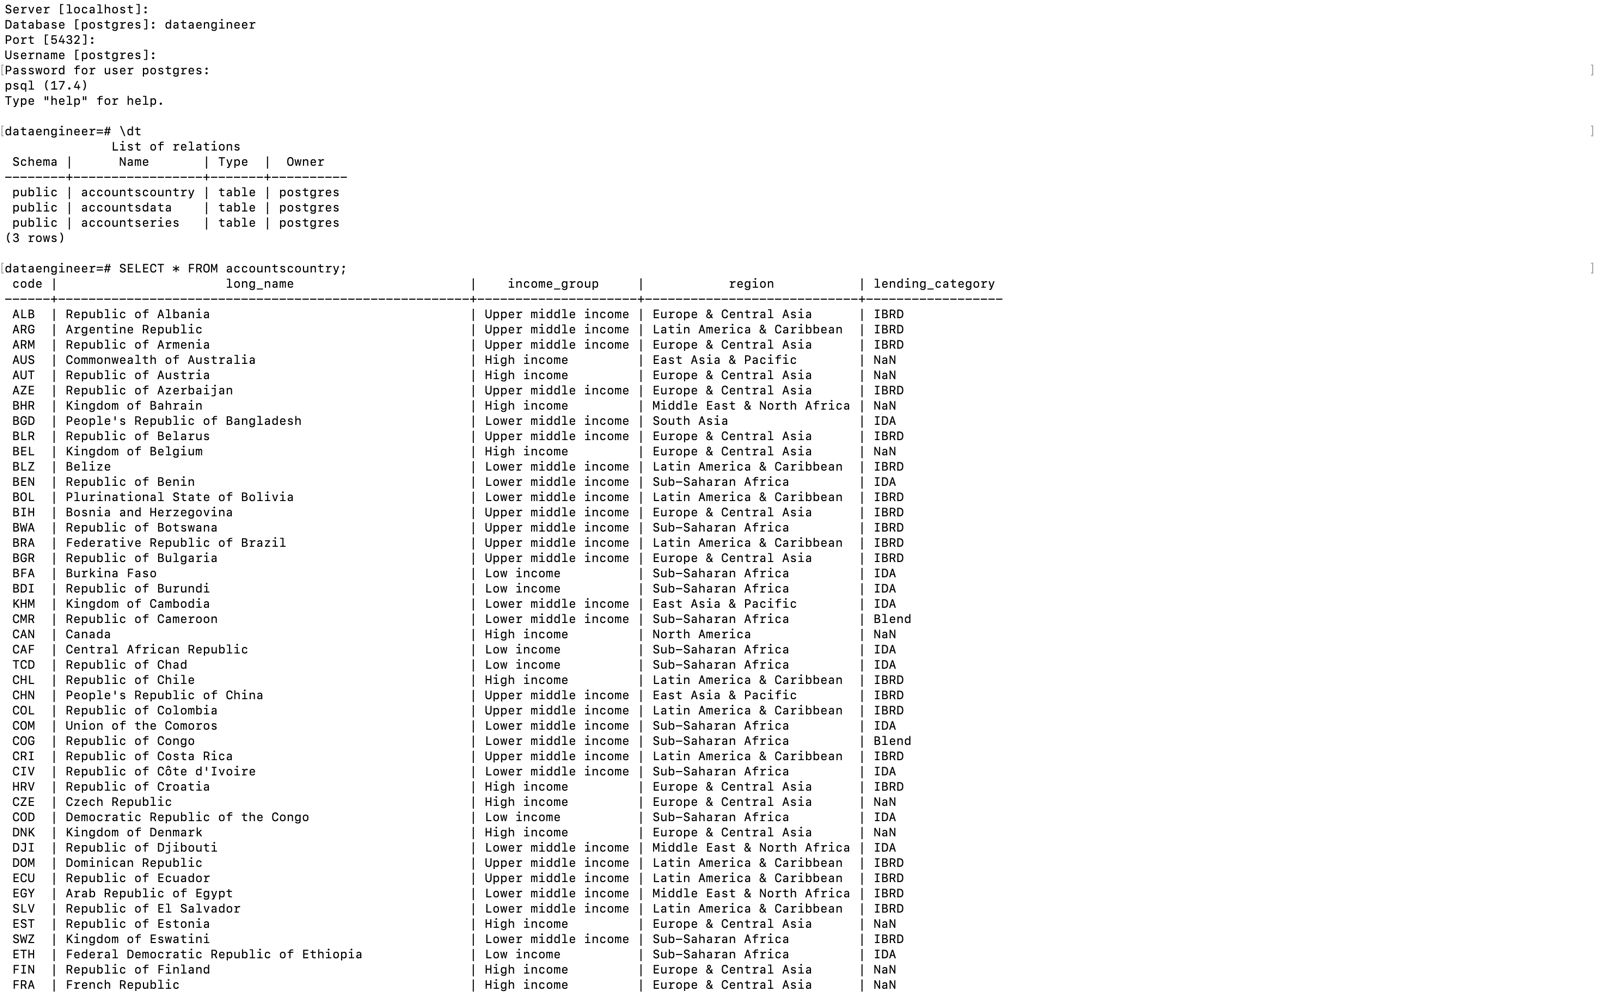 Server [localhost]:
Database [postgres]: dataengineer
Port [5432]:
Username [postgres]:
[Password for user postgres: ]
psql (17.4)
Type "help" for help.
[dataengineer=# \dt ]
List of relations
Schema | Name | Type | Owner
--------+----------------+-------+----------
public | accountscountry | table | postgres
public | accountsdata | table | postgres
public | accountseries | table | postgres
(3 rows)
[dataengineer=# SELECT * FROM accountscountry; ]
code | long_name | income_group | region | lending_category
------+------------------------------------------------------+---------------------+----------------------------+------------------
ALB | Republic of Albania | Upper middle income | Europe & Central Asia | IBRD
ARG | Argentine Republic | Upper middle income | Latin America & Caribbean | IBRD
ARM | Republic of Armenia | Upper middle income | Europe & Central Asia | IBRD
AUS | Commonwealth of Australia | High income | East Asia & Pacific | NaN
AUT | Republic of Austria | High income | Europe & Central Asia | NaN
AZE | Republic of Azerbaijan | Upper middle income | Europe & Central Asia | IBRD
BHR | Kingdom of Bahrain | High income | Middle East & North Africa | NaN
BGD | People's Republic of Bangladesh | Lower middle income | South Asia | IDA
BLR | Republic of Belarus | Upper middle income | Europe & Central Asia | IBRD
BEL | Kingdom of Belgium | High income | Europe & Central Asia | NaN
BLZ | Belize | Lower middle income | Latin America & Caribbean | IBRD
BEN | Republic of Benin | Lower middle income | Sub-Saharan Africa | IDA
BOL | Plurinational State of Bolivia | Lower middle income | Latin America & Caribbean | IBRD
BIH | Bosnia and Herzegovina | Upper middle income | Europe & Central Asia | IBRD
BWA | Republic of Botswana | Upper middle income | Sub-Saharan Africa | IBRD
BRA | Federative Republic of Brazil | Upper middle income | Latin America & Caribbean | IBRD
BGR | Republic of Bulgaria | Upper middle income | Europe & Central Asia | IBRD
BFA | Burkina Faso | Low income | Sub-Saharan Africa | IDA
BDI | Republic of Burundi | Low income | Sub-Saharan Africa | IDA
KHM | Kingdom of Cambodia | Lower middle income | East Asia & Pacific | IDA
CMR | Republic of Cameroon | Lower middle income | Sub-Saharan Africa | Blend
CAN | Canada | High income | North America | NaN
CAF | Central African Republic | Low income | Sub-Saharan Africa | IDA
TCD | Republic of Chad | Low income | Sub-Saharan Africa | IDA
CHL | Republic of Chile | High income | Latin America & Caribbean | IBRD
CHN | People's Republic of China | Upper middle income | East Asia & Pacific | IBRD
COL | Republic of Colombia | Upper middle income | Latin America & Caribbean | IBRD
COM | Union of the Comoros | Lower middle income | Sub-Saharan Africa | IDA
COG | Republic of Congo | Lower middle income | Sub-Saharan Africa | Blend
CRI | Republic of Costa Rica | Upper middle income | Latin America & Caribbean | IBRD
CIV | Republic of Côte d'Ivoire | Lower middle income | Sub-Saharan Africa | IDA
HRV | Republic of Croatia | High income | Europe & Central Asia | IBRD
CZE | Czech Republic | High income | Europe & Central Asia | NaN
COD | Democratic Republic of the Congo | Low income | Sub-Saharan Africa | IDA
DNK | Kingdom of Denmark | High income | Europe & Central Asia | NaN
DJI | Republic of Djibouti | Lower middle income | Middle East & North Africa | IDA
DOM | Dominican Republic | Upper middle income | Latin America & Caribbean | IBRD
ECU | Republic of Ecuador | Upper middle income | Latin America & Caribbean | IBRD
EGY | Arab Republic of Egypt | Lower middle income | Middle East & North Africa | IBRD
SLV | Republic of El Salvador | Lower middle income | Latin America & Caribbean | IBRD
EST | Republic of Estonia | High income | Europe & Central Asia | NaN
SWZ | Kingdom of Eswatini | Lower middle income | Sub-Saharan Africa | IBRD
ETH | Federal Democratic Republic of Ethiopia | Low income | Sub-Saharan Africa | IDA
FIN | Republic of Finland | High income | Europe & Central Asia | NaN
FRA | French Republic | High income | Europe & Central Asia | NaN